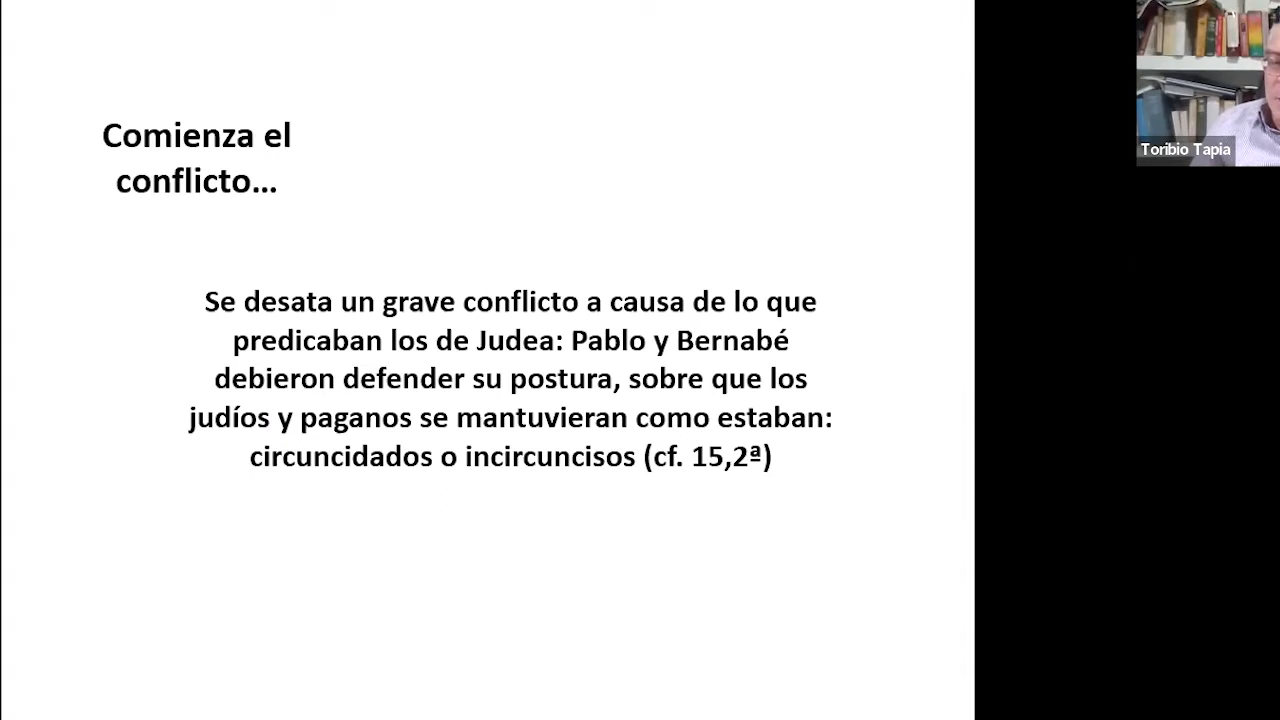 Comienza el
conflicto...
Se desata un grave conflicto a causa de lo que
predicaban los de Judea: Pablo y Bernabé
debieron defender su postura, sobre que los
judíos y paganos se mantuvieran como estaban:
circuncidados o incircuncisos (cf. 15,2ª)
Toribio Tapia